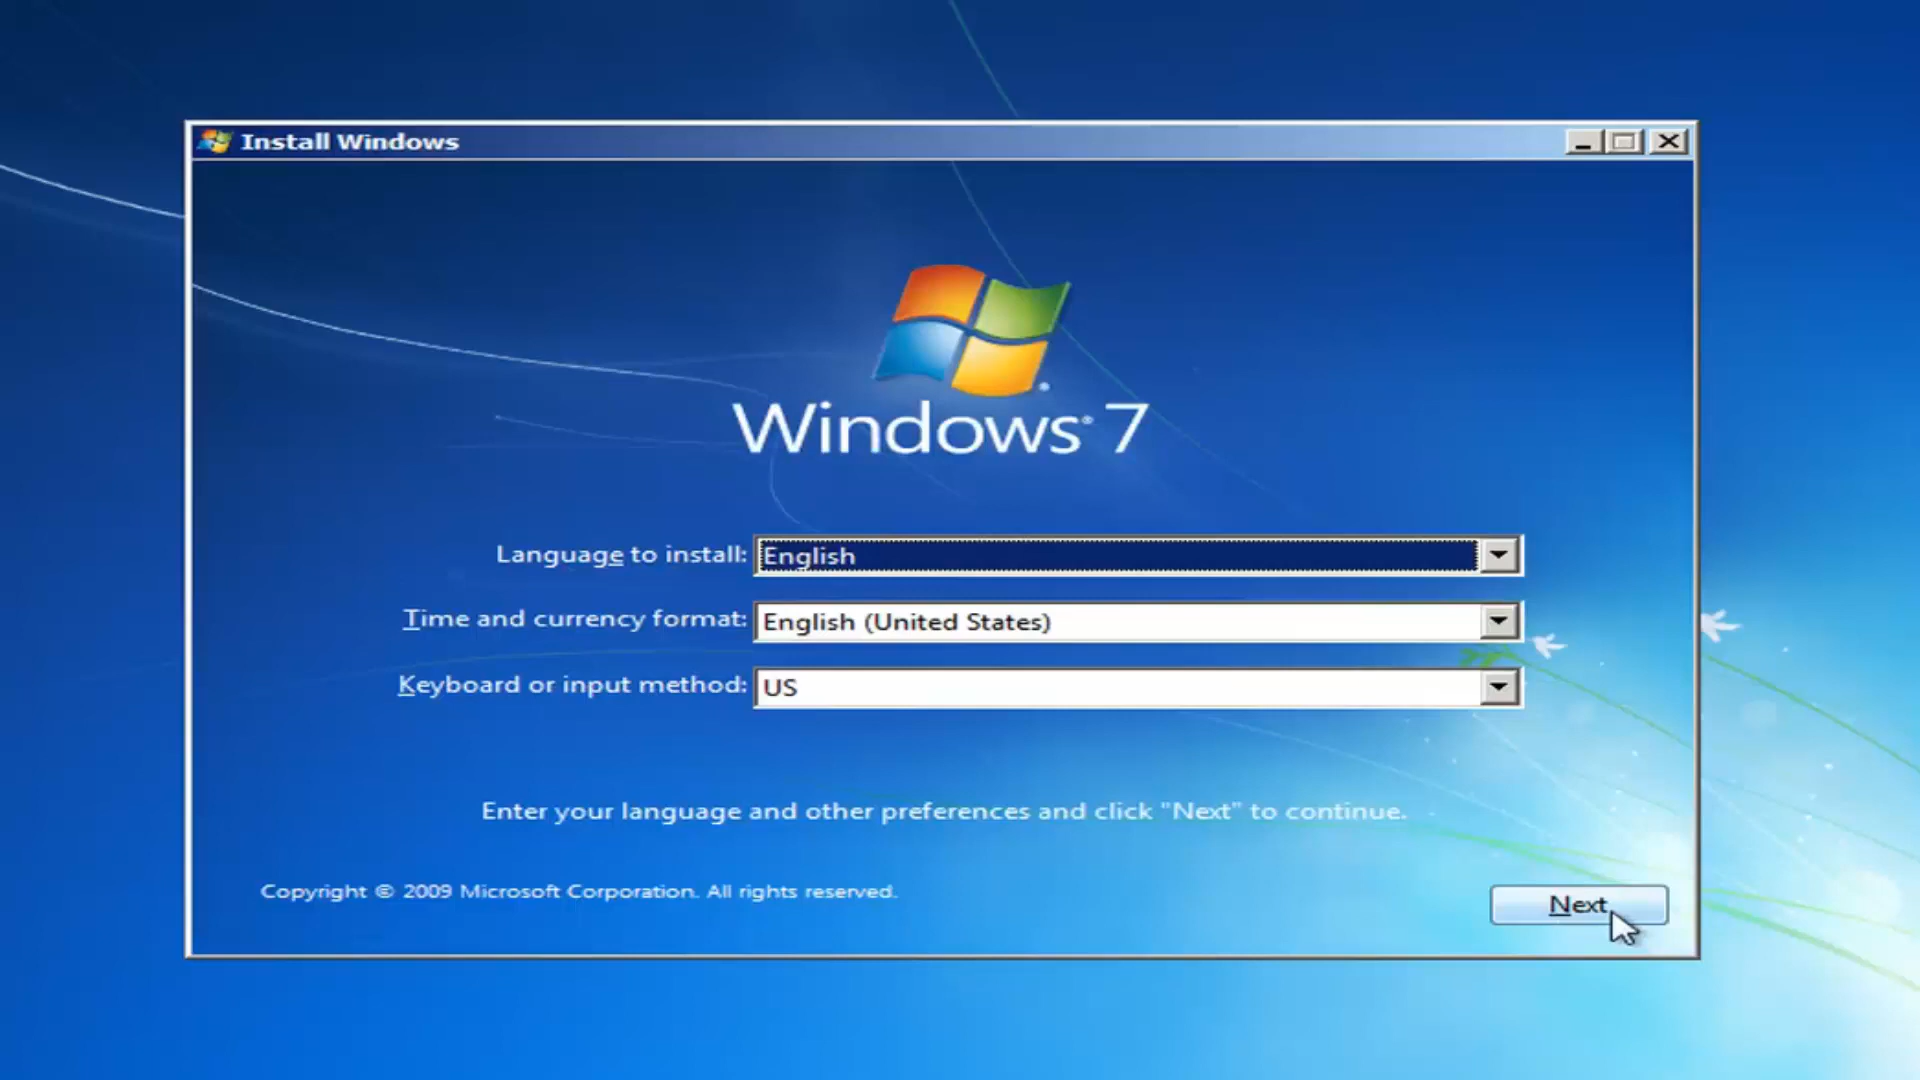 Install Windows
Windows® 7
Language to install: English
Time and currency format: English (United States)
Keyboard or input method: US
Enter your language and other preferences and click "Next" to continue.
Copyright © 2009 Microsoft Corporation. All rights reserved.
Next